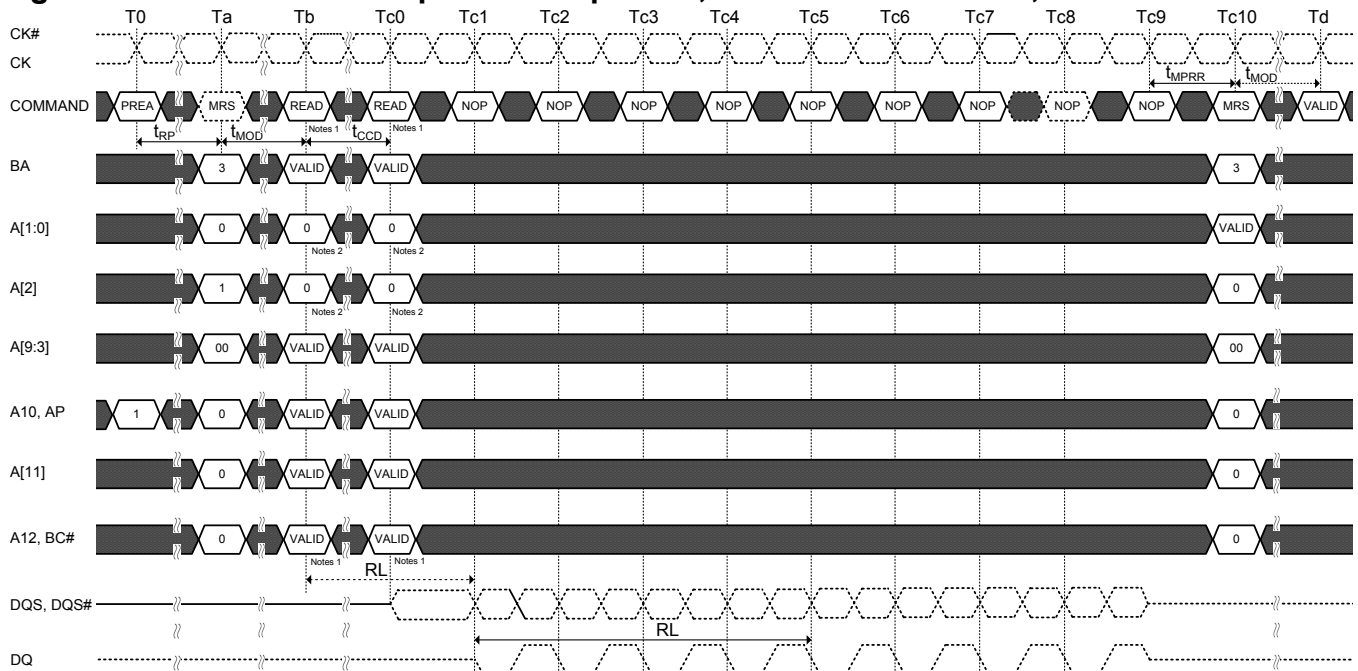 T0 Ta Tb Tc0 Tc1 Tc2 Tc3 Tc4 Tc5 Tc6 Tc7 Tc8 Tc9 Tc10 Td
CK#
CK
tMPRR tMOD
COMMAND PREA MRS READ READ NOP NOP NOP NOP NOP NOP NOP NOP NOP MRS VALID
Notes 1 Notes 1
tRP tMOD tCCD
BA 3 VALID VALID 3
A[1:0] 0 0 0 VALID
Notes 2 Notes 2
A[2] 1 0 0 0
Notes 2 Notes 2
A[9:3] 00 VALID VALID 00
A10, AP 1 0 VALID VALID 0
A[11] 0 VALID VALID 0
A12, BC# 0 VALID VALID 0
Notes 1 Notes 1
RL
DQS, DQS#
RL
DQ